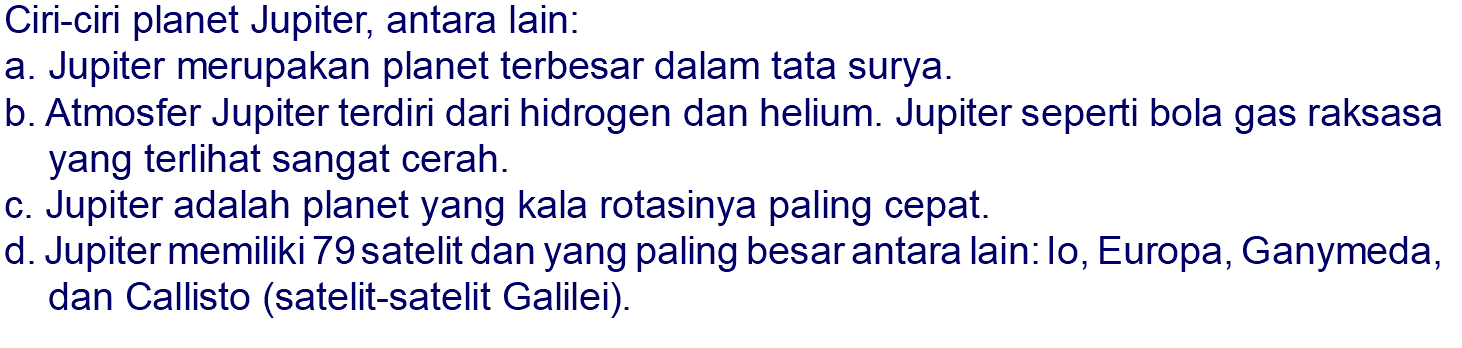 Ciri-ciri planet Jupiter, antara lain:
a. Jupiter merupakan planet terbesar dalam tata surya.
b. Atmosfer Jupiter terdiri dari hidrogen dan helium. Jupiter seperti bola gas raksasa
yang terlihat sangat cerah.
c. Jupiter adalah planet yang kala rotasinya paling cepat.
d. Jupiter memiliki 79 satelit dan yang paling besar antara lain: Io, Europa, Ganymeda,
dan Callisto (satelit-satelit Galilei).